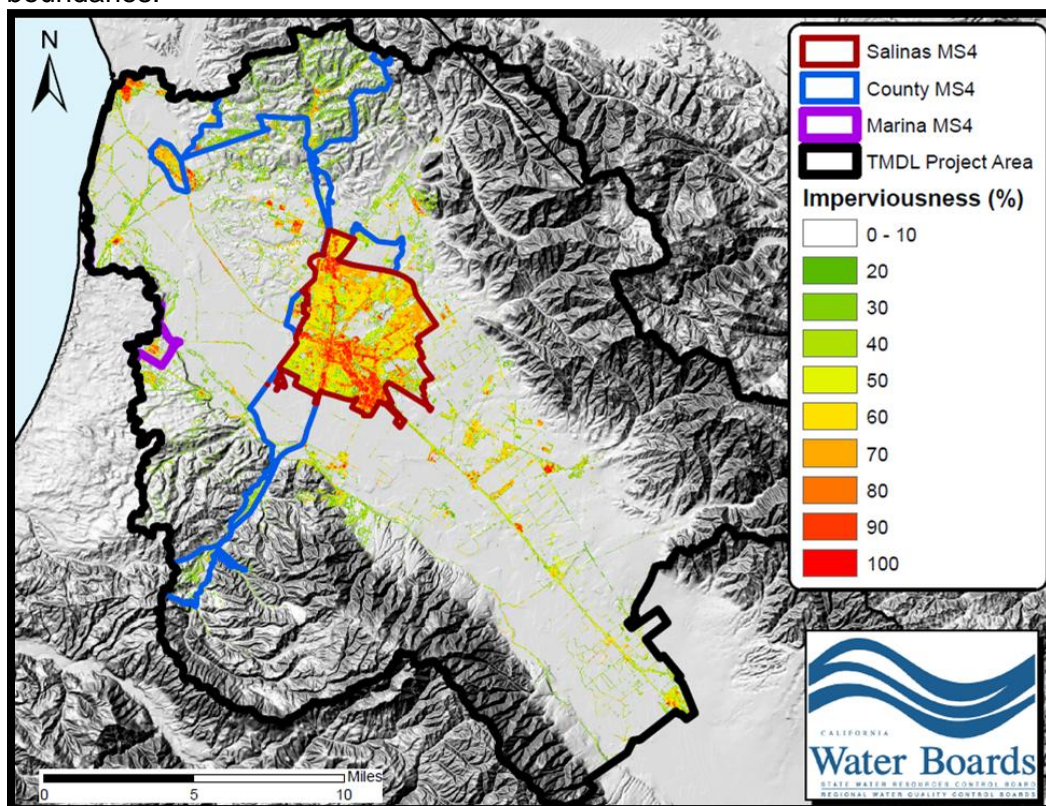 boundaries.
N
Salinas MS4
County MS4
Marina MS4
TMDL Project Area
Imperviousness (%)
0 - 10
20
30
40
50
60
70
80
90
100
Miles
0 5 10
CALIFORNIA
Water Boards
STATE WATER RESOURCES CONTROL BOARD
REGIONAL WATER QUALITY CONTROL BOARDS